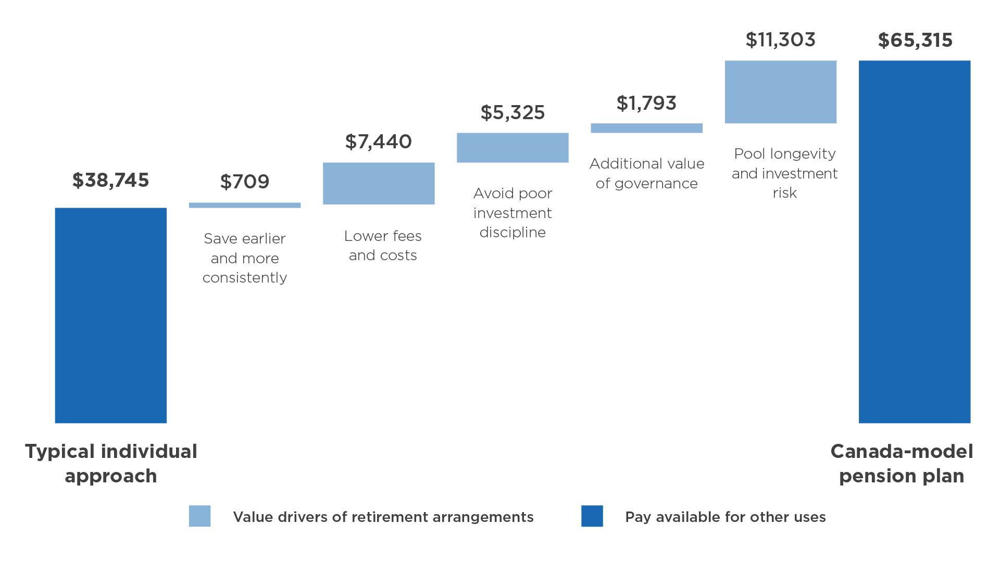 $38,745
$709
$7,440
$5,325
$1,793
$11,303
$65,315
Save earlier
and more
consistently
Lower fees
and costs
Avoid poor
investment
discipline
Additional value
of governance
Pool longevity
and investment
risk
Typical individual
approach
Canada-model
pension plan
Value drivers of retirement arrangements
Pay available for other uses